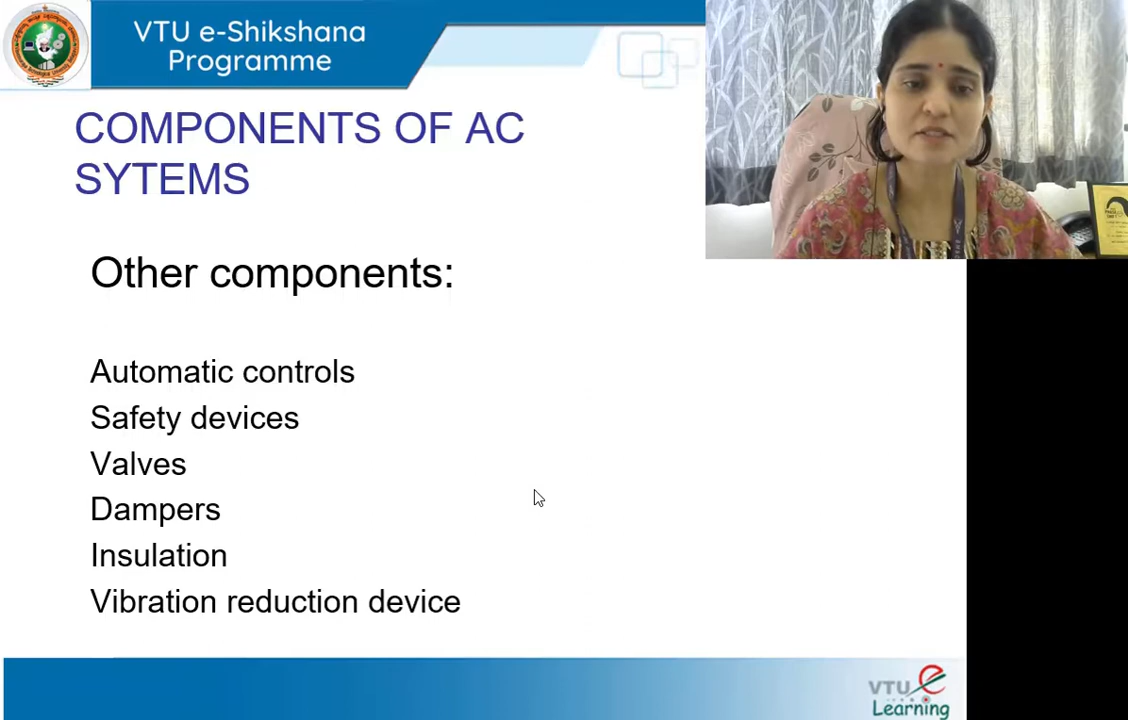 VTU e-Shikshana
Programme
COMPONENTS OF AC
SYTEMS
Other components:
Automatic controls
Safety devices
Valves
Dampers
Insulation
Vibration reduction device
VTU e
Learning